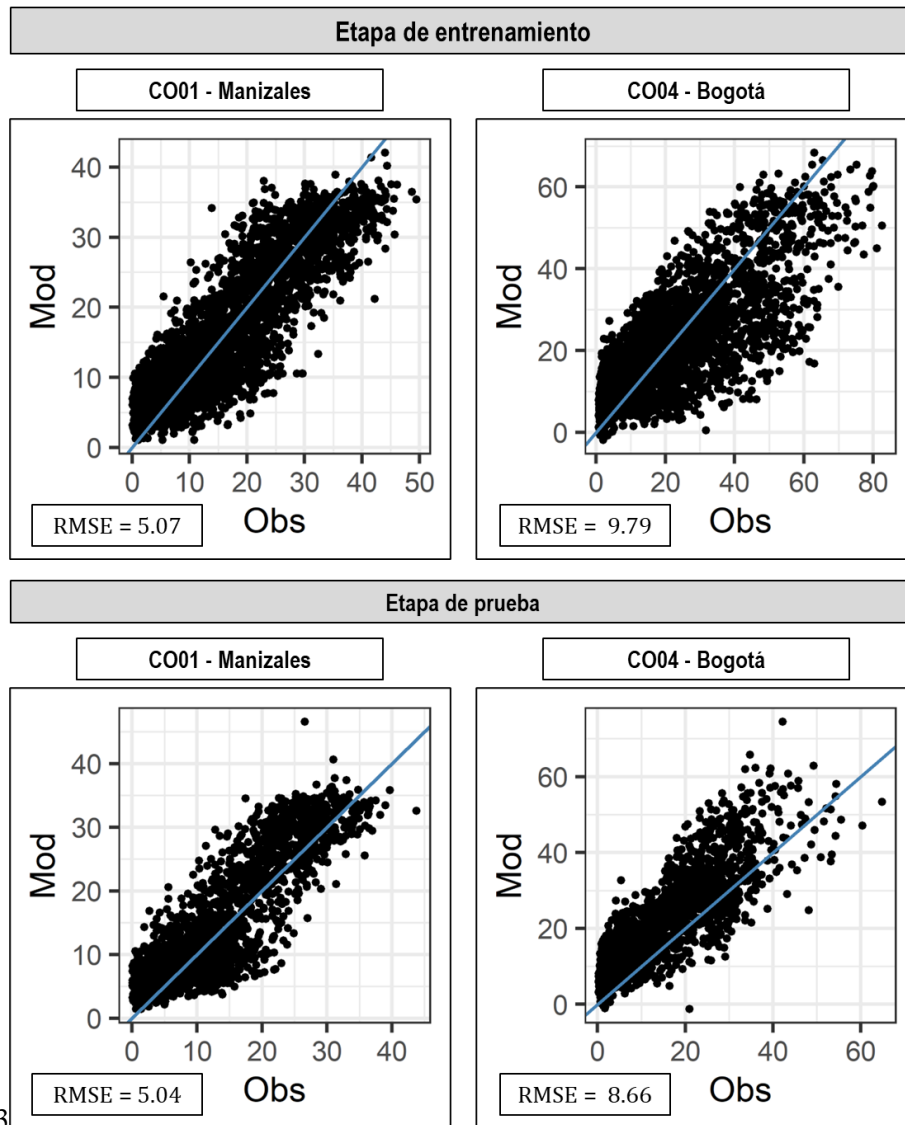 Etapa de entrenamiento
CO01 - Manizales
CO04 - Bogotá
40
30
20
10
0
Mod
0 10 20 30 40 50
Obs
RMSE = 5.07
60
40
20
0
Mod
0 20 40 60 80
Obs
RMSE = 9.79
Etapa de prueba
CO01 - Manizales
CO04 - Bogotá
40
30
20
10
0
Mod
0 10 20 30 40
Obs
RMSE = 5.04
60
40
20
0
Mod
0 20 40 60
Obs
RMSE = 8.66